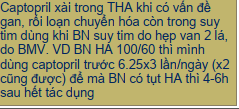 Captopril xài trong THA khi có vấn đề
gan, rối loạn chuyển hóa còn trong suy
tim dùng khi BN suy tim do hẹp van 2 lá,
do BMV. VD BN HA 100/60 thì mình
dùng captopril trước 6.25x3 lần/ngày (x2
cũng được) để mà BN có tụt HA thì 4-6h
sau hết tác dụng